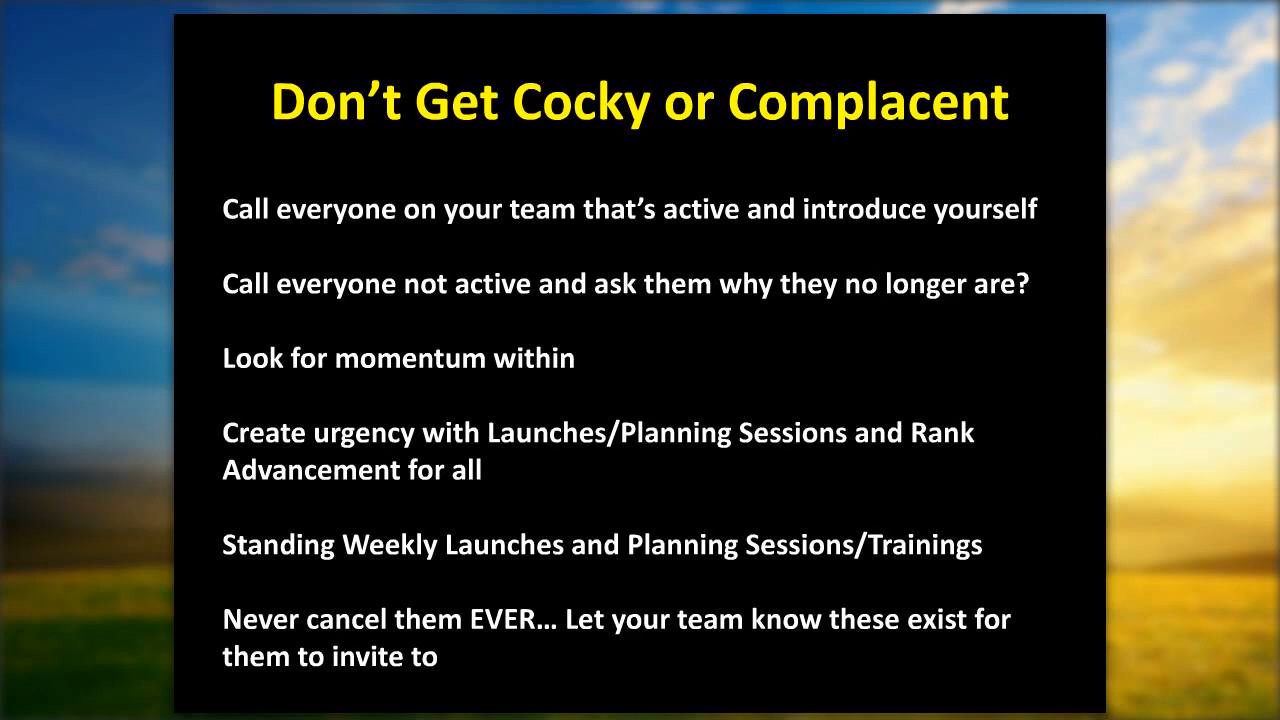 Don’t Get Cocky or Complacent
Call everyone on your team that’s active and introduce yourself
Call everyone not active and ask them why they no longer are?
Look for momentum within
Create urgency with Launches/Planning Sessions and Rank
Advancement for all
Standing Weekly Launches and Planning Sessions/Trainings
Never cancel them EVER… Let your team know these exist for
them to invite to